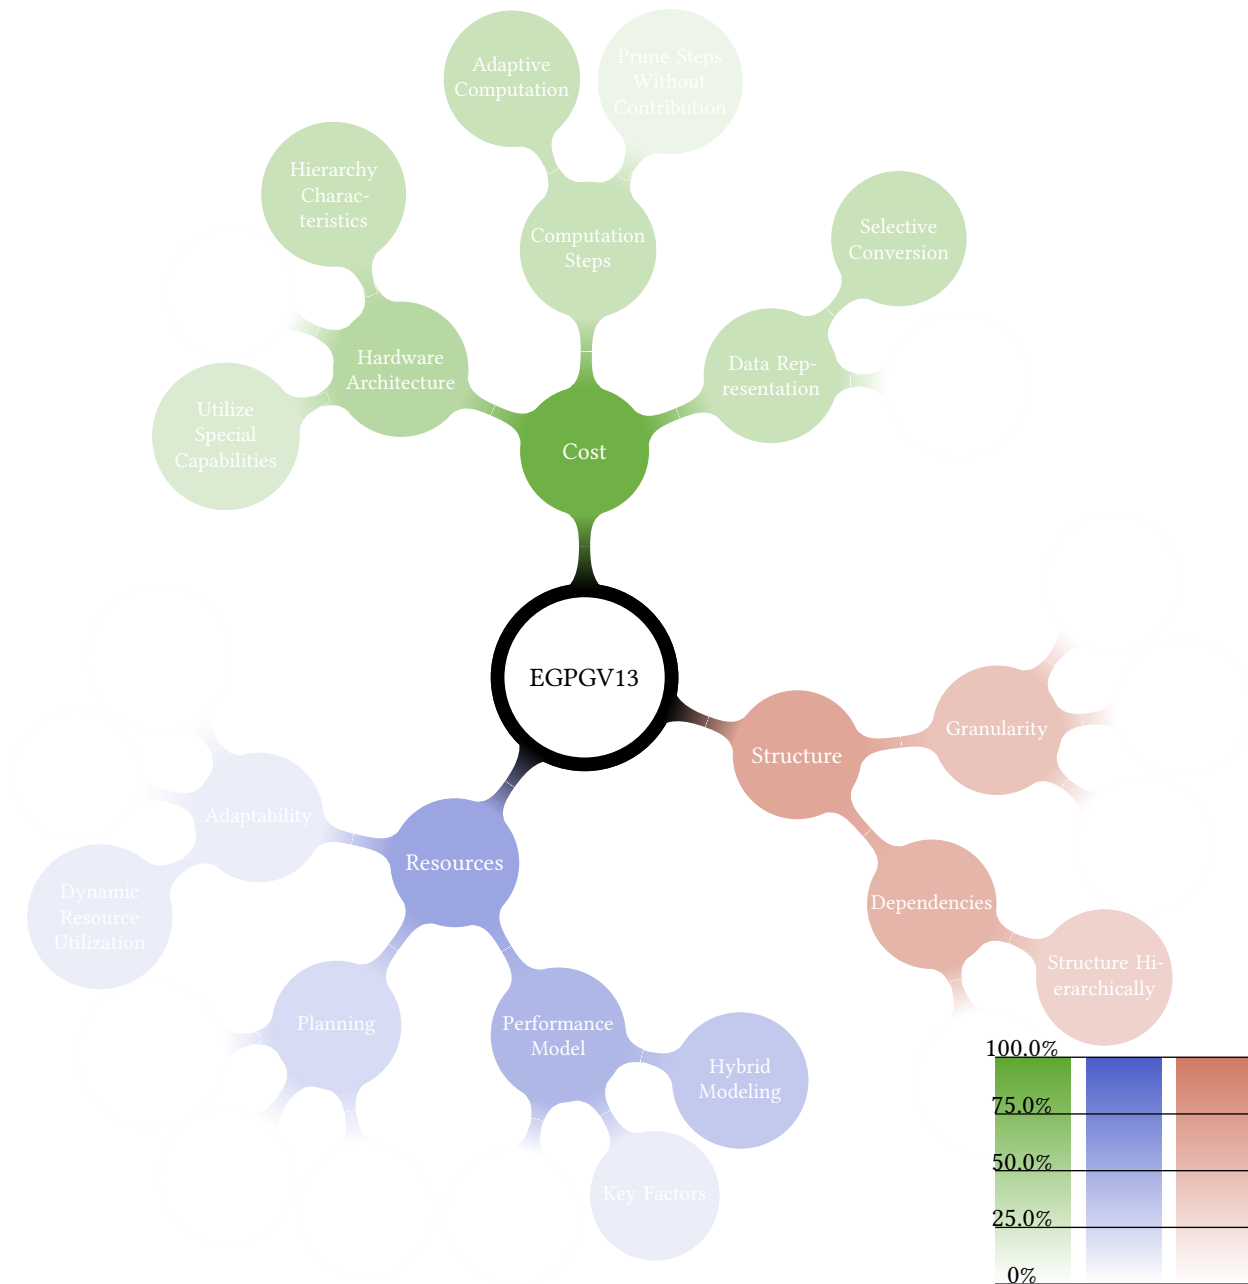 Adaptive
Computation
Prune Steps
Without
Contribution
Hierarchy
Charac-
teristics
Computation
Steps
Selective
Conversion
Hardware
Architecture
Data Rep-
resentation
Utilize
Special
Capabilities
Cost
EGPGV13
Structure
Granularity
Adaptability
Resources
Dependencies
Dynamic
Resource
Utilization
Structure Hi-
erarchically
Planning
Performance
Model
Hybrid
Modeling
Key Factors
100.0%
75.0%
50.0%
25.0%
0%